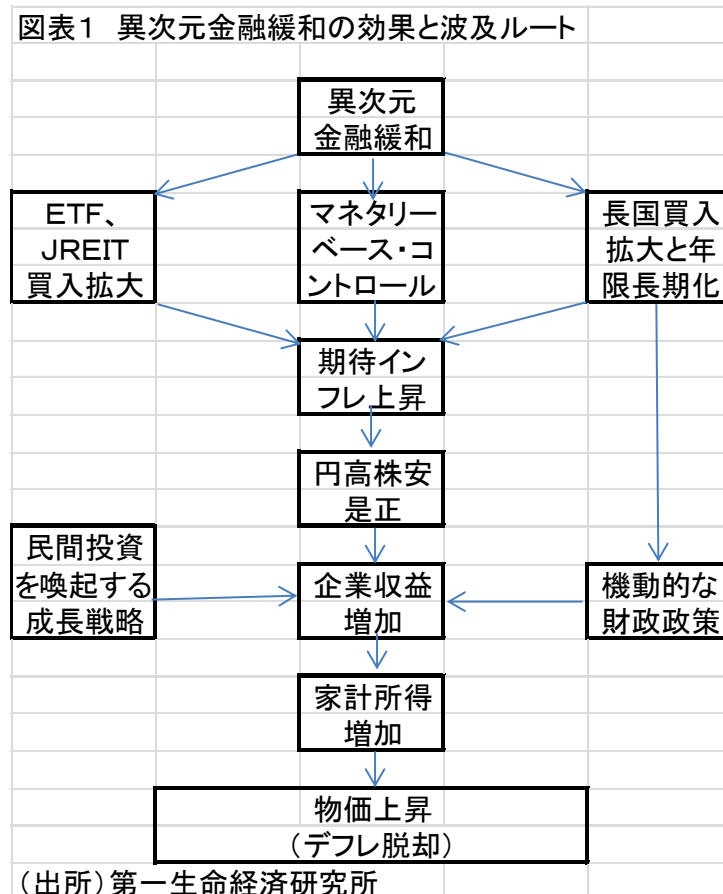 図表1 異次元金融緩和の効果と波及ルート
異次元
金融緩和
ETF、
JREIT
買入拡大
マネタリー
ベース・コ
ントロール
長国買入
拡大と年
限長期化
期待イン
フレ上昇
円高株安
是正
民間投資
を喚起する
成長戦略
企業収益
増加
機動的な
財政政策
家計所得
増加
物価上昇
(デフレ脱却)
(出所)第一生命経済研究所